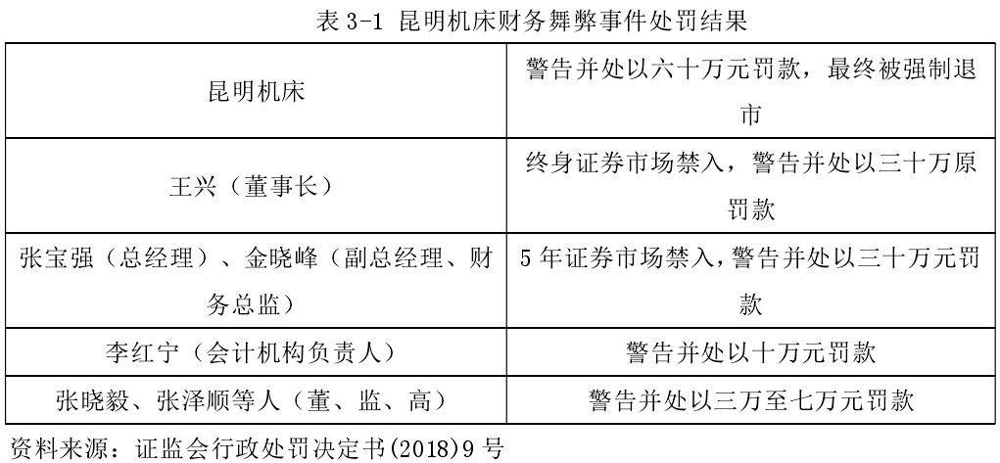 表 3-1 昆明机床财务舞弊事件处罚结果
昆明机床
警告并处以六十万元罚款，最终被强制退
市
王兴（董事长）
终身证券市场禁入，警告并处以三十万原
罚款
张宝强（总经理）、金晓峰（副总经理、财
务总监）
5 年证券市场禁入，警告并处以三十万元罚
款
李红宁（会计机构负责人）
警告并处以十万元罚款
张晓毅、张泽顺等人（董、监、高）
警告并处以三万至七万元罚款
资料来源：证监会行政处罚决定书(2018)9 号